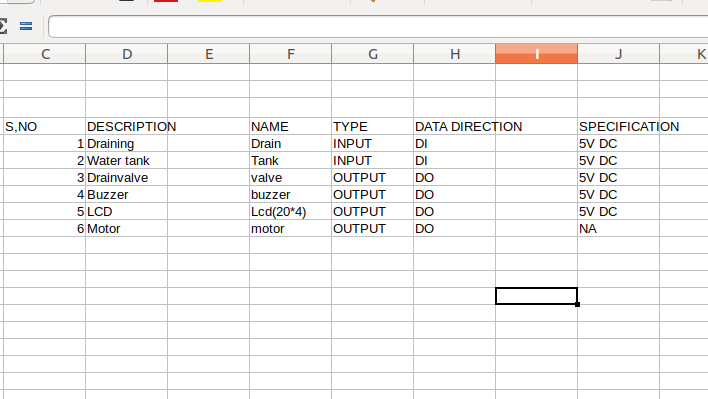 C D E F G H I J K
S,NO DESCRIPTION NAME TYPE DATA DIRECTION SPECIFICATION
1 Draining Drain INPUT DI 5V DC
2 Water tank Tank INPUT DI 5V DC
3 Drainvalve valve OUTPUT DO 5V DC
4 Buzzer buzzer OUTPUT DO 5V DC
5 LCD Lcd(20*4) OUTPUT DO 5V DC
6 Motor motor OUTPUT DO NA